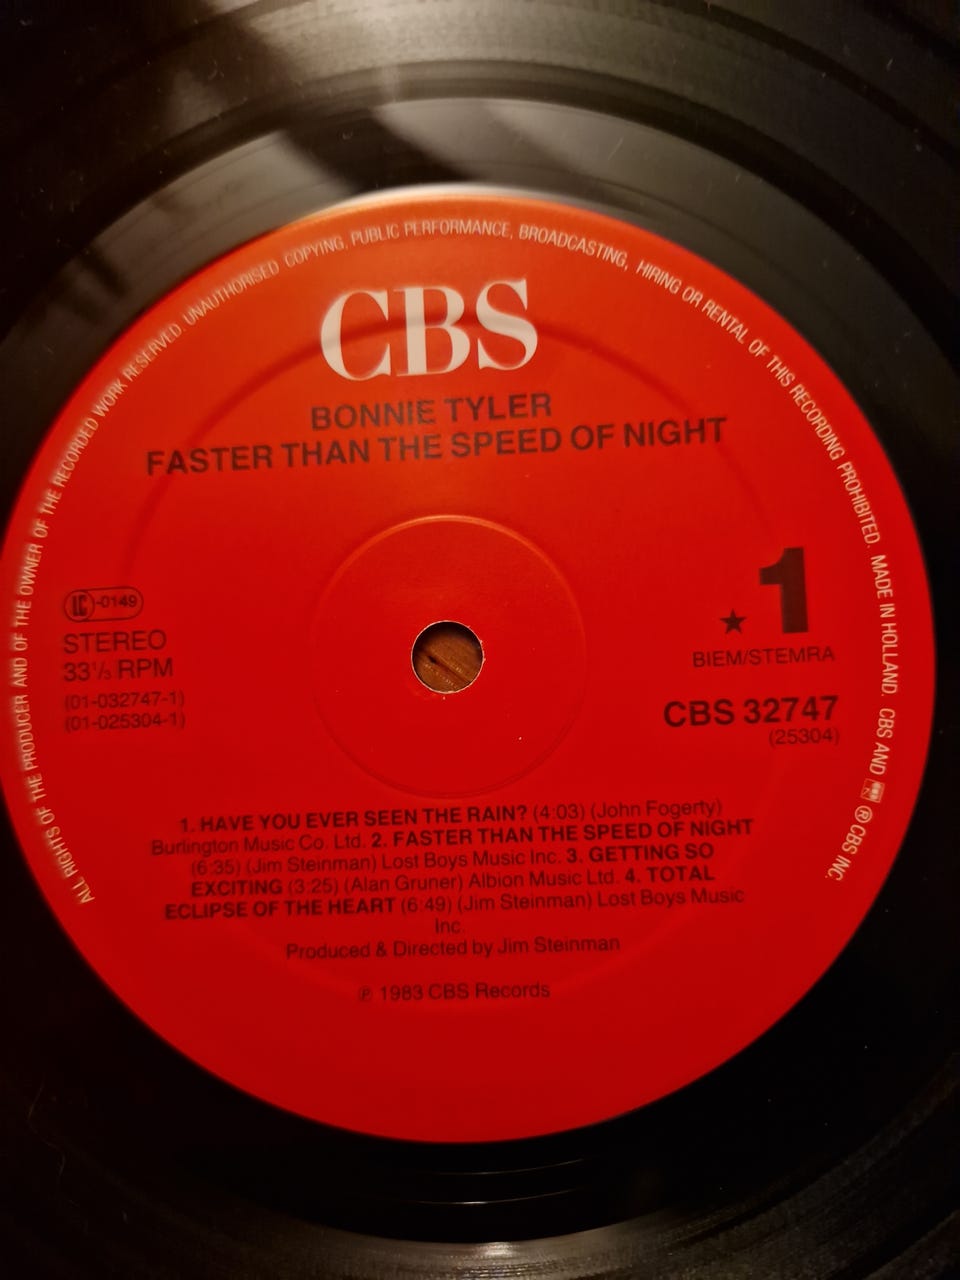 ALL RIGHTS OF THE PRODUCER AND OF THE OWNER OF THE RECORDED WORK RESERVED. UNAUTHORISED COPYING, PUBLIC PERFORMANCE, BROADCASTING, HIRING OR RENTAL OF THIS RECORDING PROHIBITED. MADE IN HOLLAND. CBS AND ® CBS INC.
CBS
BONNIE TYLER
FASTER THAN THE SPEED OF NIGHT
LC-0149
STEREO
33⅓ RPM
(01-032747-1)
(01-025304-1)
★ 1
BIEM/STEMRA
CBS 32747
(25304)
1. HAVE YOU EVER SEEN THE RAIN? (4:03) (John Fogerty)
Burlington Music Co. Ltd. 2. FASTER THAN THE SPEED OF NIGHT
(6:35) (Jim Steinman) Lost Boys Music Inc. 3. GETTING SO
EXCITING (3:25) (Alan Gruner) Albion Music Ltd. 4. TOTAL
ECLIPSE OF THE HEART (6:49) (Jim Steinman) Lost Boys Music
Inc.
Produced & Directed by Jim Steinman
℗ 1983 CBS Records